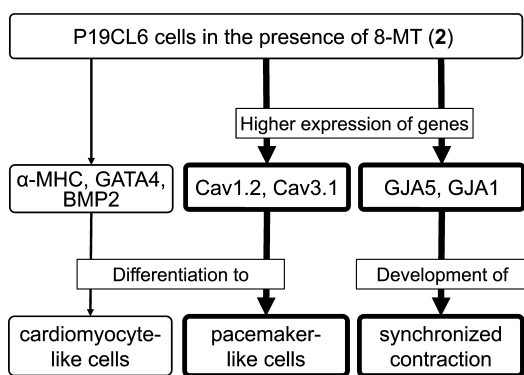 P19CL6 cells in the presence of 8-MT (2)
Higher expression of genes
α-MHC, GATA4,
BMP2
Cav1.2, Cav3.1
GJA5, GJA1
Differentiation to
Development of
cardiomyocyte-
like cells
pacemaker-
like cells
synchronized
contraction